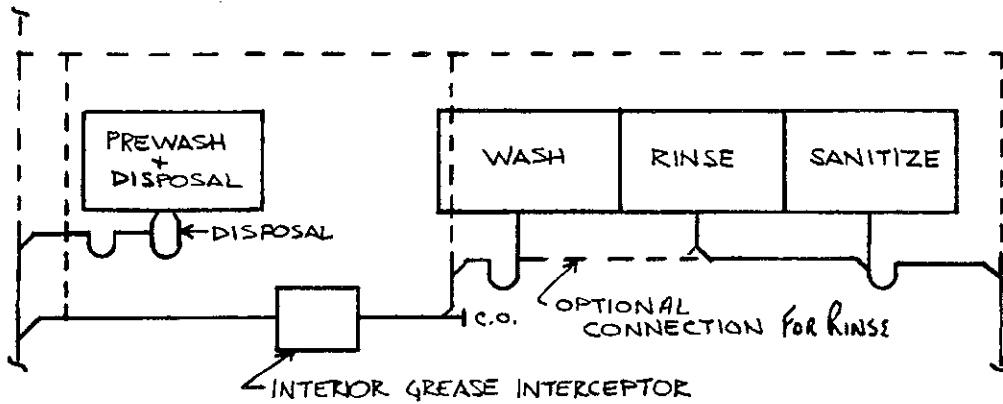 PREWASH
+
DISPOSAL
WASH
RINSE
SANITIZE
DISPOSAL
C.O.
OPTIONAL
CONNECTION FOR RINSE
INTERIOR GREASE INTERCEPTOR